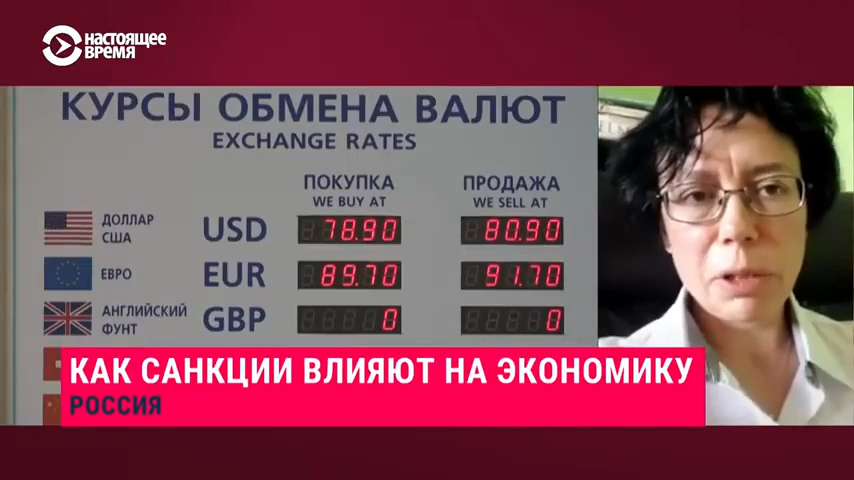 НАСТОЯЩЕЕ
ВРЕМЯ
КУРСЫ ОБМЕНА ВАЛЮТ
EXCHANGE RATES
ПОКУПКА ПРОДАЖА
WE BUY AT WE SELL AT
ДОЛЛАР США USD 78.90 80.90
ЕВРО EUR 89.70 91.70
АНГЛИЙСКИЙ ФУНТ GBP 0 0
КАК САНКЦИИ ВЛИЯЮТ НА ЭКОНОМИКУ
РОССИЯ